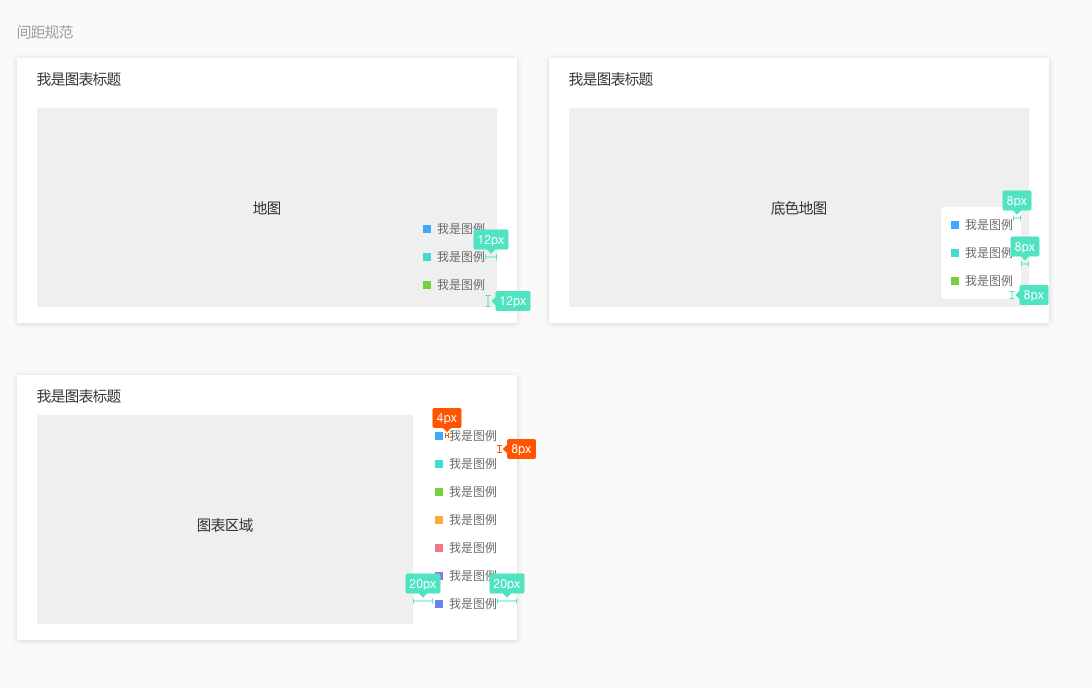 间距规范
我是图表标题
地图
我是图例
12px
我是图例
我是图例
12px
我是图表标题
底色地图
8px
我是图例
8px
我是图例
我是图例
8px
我是图表标题
图表区域
4px
我是图例
8px
我是图例
我是图例
我是图例
我是图例
我是图例
20px
20px
我是图例